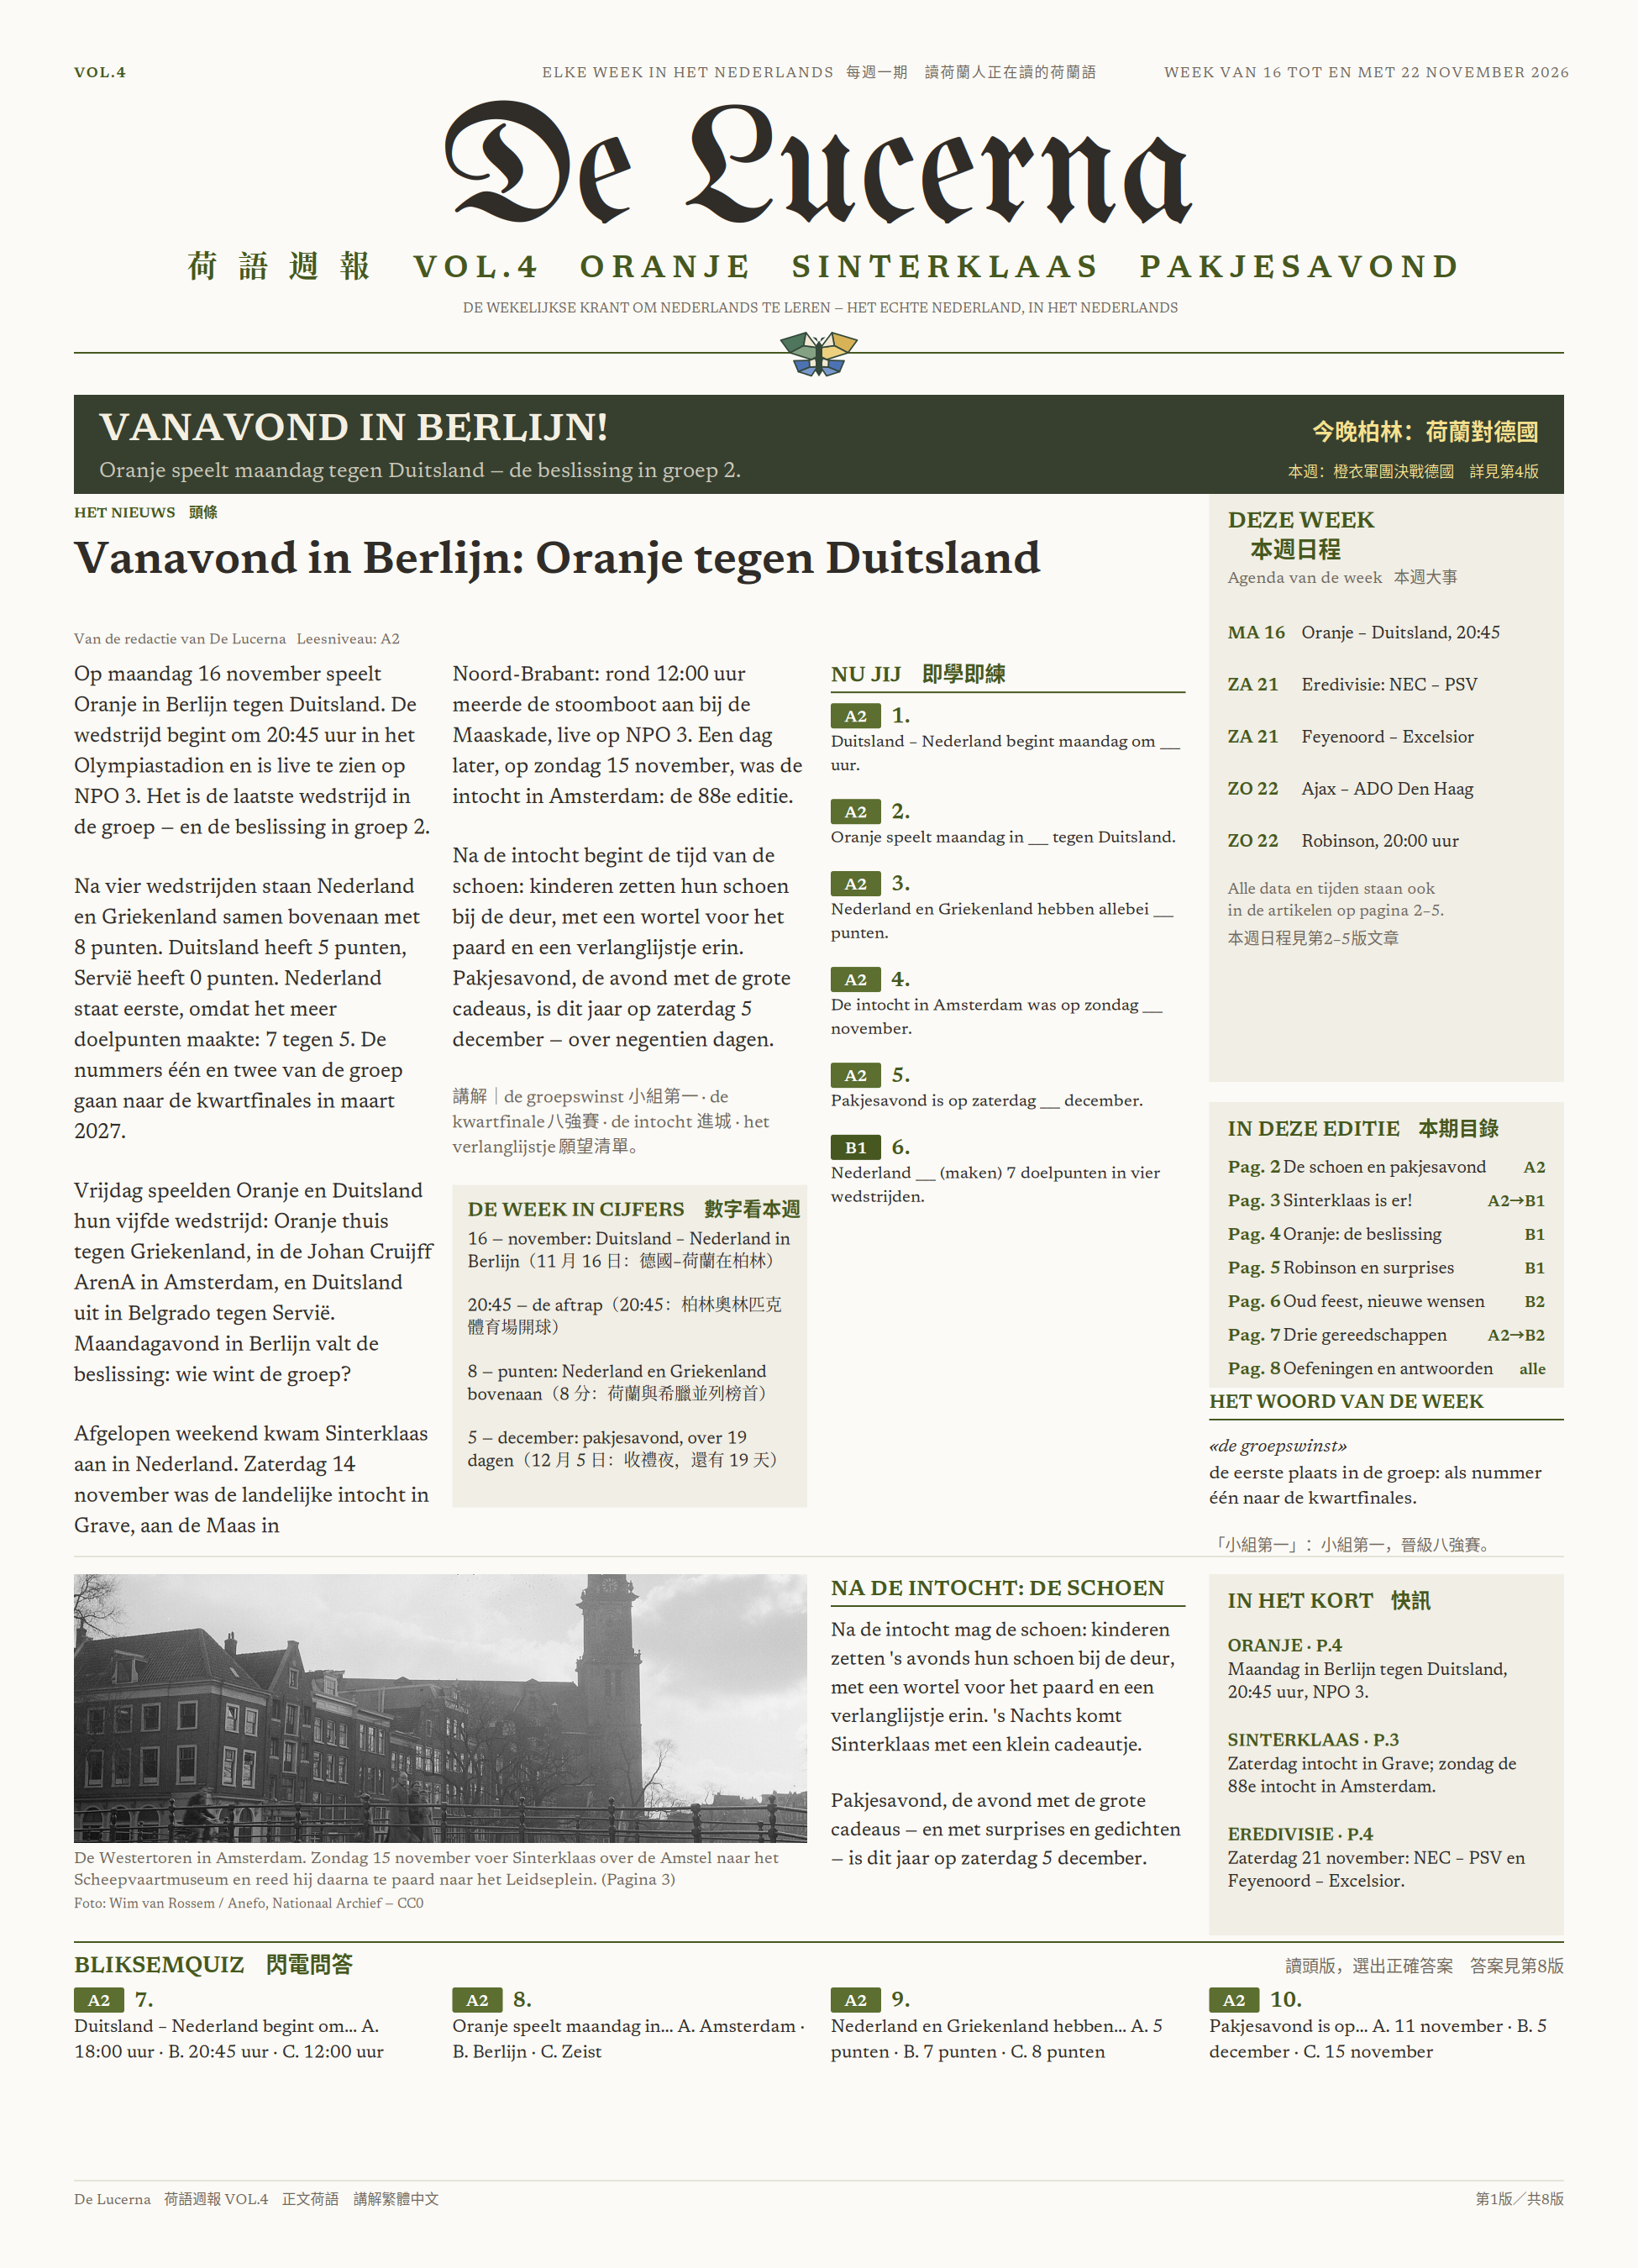 VOL.4
ELKE WEEK IN HET NEDERLANDS 每週一期 讀荷蘭人正在讀的荷蘭語
WEEK VAN 16 TOT EN MET 22 NOVEMBER 2026
De Lucerna
荷語週報 VOL.4 ORANJE SINTERKLAAS PAKJESAVOND
DE WEKELIJKSE KRANT OM NEDERLANDS TE LEREN – HET ECHTE NEDERLAND, IN HET NEDERLANDS
VANAVOND IN BERLIJN!
Oranje speelt maandag tegen Duitsland – de beslissing in groep 2.
今晚柏林：荷蘭對德國
本週：橙衣軍團決戰德國 詳見第4版
HET NIEUWS 頭條
Vanavond in Berlijn: Oranje tegen Duitsland
Van de redactie van De Lucerna Leesniveau: A2
Op maandag 16 november speelt
Oranje in Berlijn tegen Duitsland. De
wedstrijd begint om 20:45 uur in het
Olympiastadion en is live te zien op
NPO 3. Het is de laatste wedstrijd in
de groep – en de beslissing in groep 2.
Na vier wedstrijden staan Nederland
en Griekenland samen bovenaan met
8 punten. Duitsland heeft 5 punten,
Servië heeft 0 punten. Nederland
staat eerste, omdat het meer
doelpunten maakte: 7 tegen 5. De
nummers één en twee van de groep
gaan naar de kwartfinales in maart
2027.
Vrijdag speelden Oranje en Duitsland
hun vijfde wedstrijd: Oranje thuis
tegen Griekenland, in de Johan Cruijff
ArenA in Amsterdam, en Duitsland
uit in Belgrado tegen Servië.
Maandagavond in Berlijn valt de
beslissing: wie wint de groep?
Afgelopen weekend kwam Sinterklaas
aan in Nederland. Zaterdag 14
november was de landelijke intocht in
Grave, aan de Maas in
Noord-Brabant: rond 12:00 uur
meerde de stoomboot aan bij de
Maaskade, live op NPO 3. Een dag
later, op zondag 15 november, was de
intocht in Amsterdam: de 88e editie.
Na de intocht begint de tijd van de
schoen: kinderen zetten hun schoen
bij de deur, met een wortel voor het
paard en een verlanglijstje erin.
Pakjesavond, de avond met de grote
cadeaus, is dit jaar op zaterdag 5
december – over negentien dagen.
講解｜de groepswinst 小組第一 · de
kwartfinale 八強賽 · de intocht 進城 · het
verlanglijstje 願望清單。
DE WEEK IN CIJFERS 數字看本週
16 – november: Duitsland – Nederland in
Berlijn（11 月 16 日：德國–荷蘭在柏林）
20:45 – de aftrap（20:45：柏林奧林匹克
體育場開球）
8 – punten: Nederland en Griekenland
bovenaan（8 分：荷蘭與希臘並列榜首）
5 – december: pakjesavond, over 19
dagen（12 月 5 日：收禮夜，還有 19 天）
NU JIJ 即學即練
A2 1.
Duitsland – Nederland begint maandag om __
uur.
A2 2.
Oranje speelt maandag in __ tegen Duitsland.
A2 3.
Nederland en Griekenland hebben allebei __
punten.
A2 4.
De intocht in Amsterdam was op zondag __
november.
A2 5.
Pakjesavond is op zaterdag __ december.
B1 6.
Nederland __ (maken) 7 doelpunten in vier
wedstrijden.
DEZE WEEK
本週日程
Agenda van de week 本週大事
MA 16 Oranje – Duitsland, 20:45
ZA 21 Eredivisie: NEC – PSV
ZA 21 Feyenoord – Excelsior
ZO 22 Ajax – ADO Den Haag
ZO 22 Robinson, 20:00 uur
Alle data en tijden staan ook
in de artikelen op pagina 2–5.
本週日程見第2–5版文章
IN DEZE EDITIE 本期目錄
Pag. 2 De schoen en pakjesavond A2
Pag. 3 Sinterklaas is er! A2→B1
Pag. 4 Oranje: de beslissing B1
Pag. 5 Robinson en surprises B1
Pag. 6 Oud feest, nieuwe wensen B2
Pag. 7 Drie gereedschappen A2→B2
Pag. 8 Oefeningen en antwoorden alle
HET WOORD VAN DE WEEK
«de groepswinst»
de eerste plaats in de groep: als nummer
één naar de kwartfinales.
「小組第一」：小組第一，晉級八強賽。
De Westertoren in Amsterdam. Zondag 15 november voer Sinterklaas over de Amstel naar het
Scheepvaartmuseum en reed hij daarna te paard naar het Leidseplein. (Pagina 3)
Foto: Wim van Rossem / Anefo, Nationaal Archief – CC0
NA DE INTOCHT: DE SCHOEN
Na de intocht mag de schoen: kinderen
zetten 's avonds hun schoen bij de deur,
met een wortel voor het paard en een
verlanglijstje erin. 's Nachts komt
Sinterklaas met een klein cadeautje.
Pakjesavond, de avond met de grote
cadeaus – en met surprises en gedichten
– is dit jaar op zaterdag 5 december.
IN HET KORT 快訊
ORANJE · P.4
Maandag in Berlijn tegen Duitsland,
20:45 uur, NPO 3.
SINTERKLAAS · P.3
Zaterdag intocht in Grave; zondag de
88e intocht in Amsterdam.
EREDIVISIE · P.4
Zaterdag 21 november: NEC – PSV en
Feyenoord – Excelsior.
BLIKSEMQUIZ 閃電問答
讀頭版，選出正確答案 答案見第8版
A2 7.
Duitsland – Nederland begint om... A.
18:00 uur · B. 20:45 uur · C. 12:00 uur
A2 8.
Oranje speelt maandag in... A. Amsterdam ·
B. Berlijn · C. Zeist
A2 9.
Nederland en Griekenland hebben... A. 5
punten · B. 7 punten · C. 8 punten
A2 10.
Pakjesavond is op... A. 11 november · B. 5
december · C. 15 november
De Lucerna 荷語週報 VOL.4 正文荷語 講解繁體中文
第1版／共8版